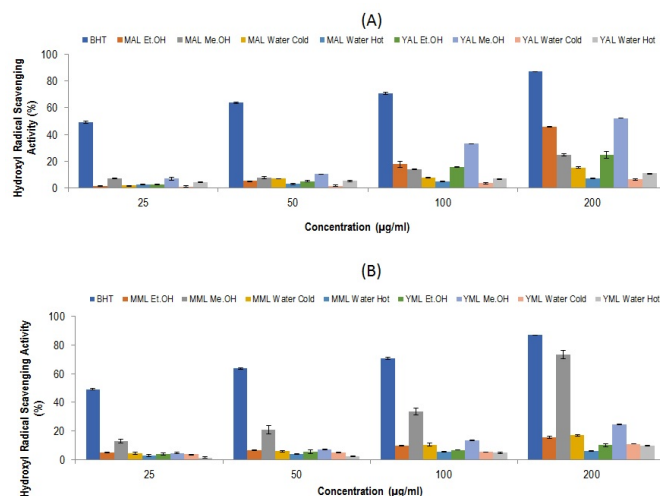 (A)
BHT MAL Et.OH MAL Me.OH MAL Water Cold MAL Water Hot YAL Et.OH YAL Me.OH YAL Water Cold YAL Water Hot
100
80
60
40
20
0
Hydroxyl Radical Scavenging
Activity (%)
25 50 100 200
Concentration (µg/ml)
(B)
BHT MML Et.OH MML Me.OH MML Water Cold MML Water Hot YML Et.OH YML Me.OH YML Water Cold YML Water Hot
100
80
60
40
20
0
Hydroxyl Radical Scavenging Activity
(%)
25 50 100 200
Concentration (µg/ml)